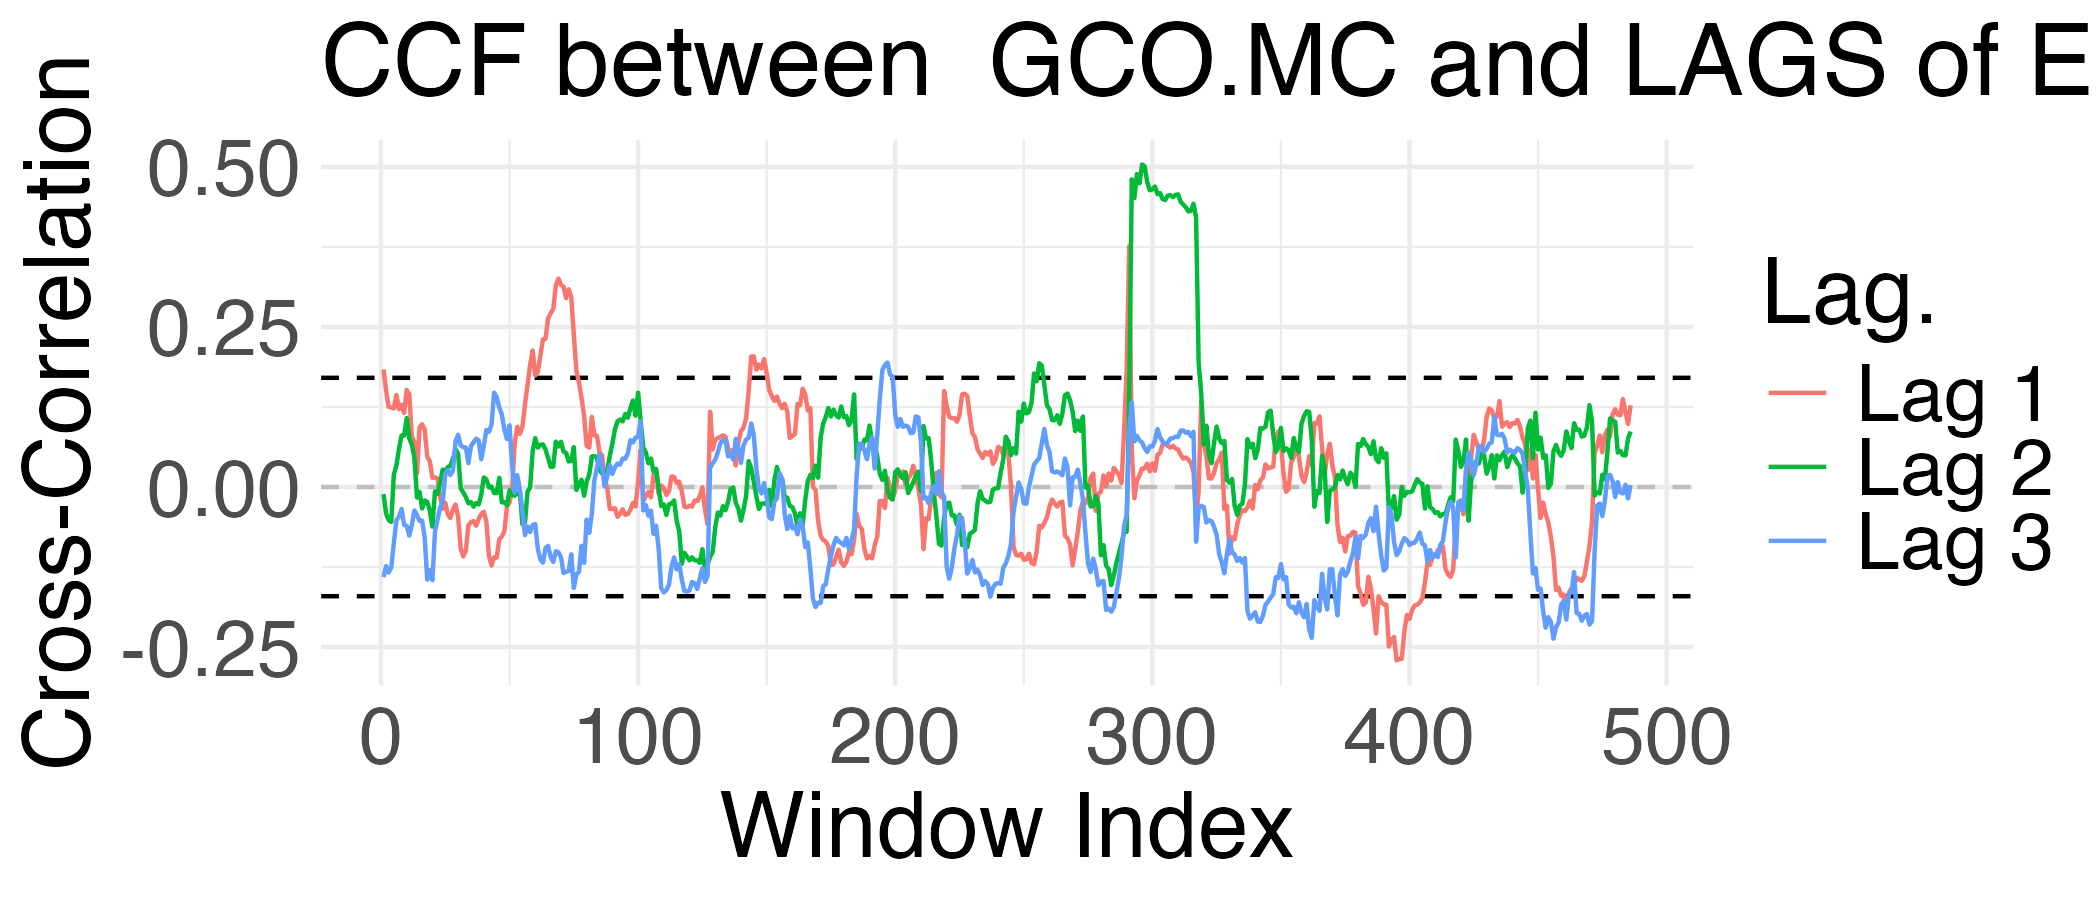 CCF between  GCO.MC and LAGS of E
Cross-Correlation
0.50
0.25
0.00
-0.25
0
100
200
300
400
500
Window Index
Lag.
Lag 1
Lag 2
Lag 3